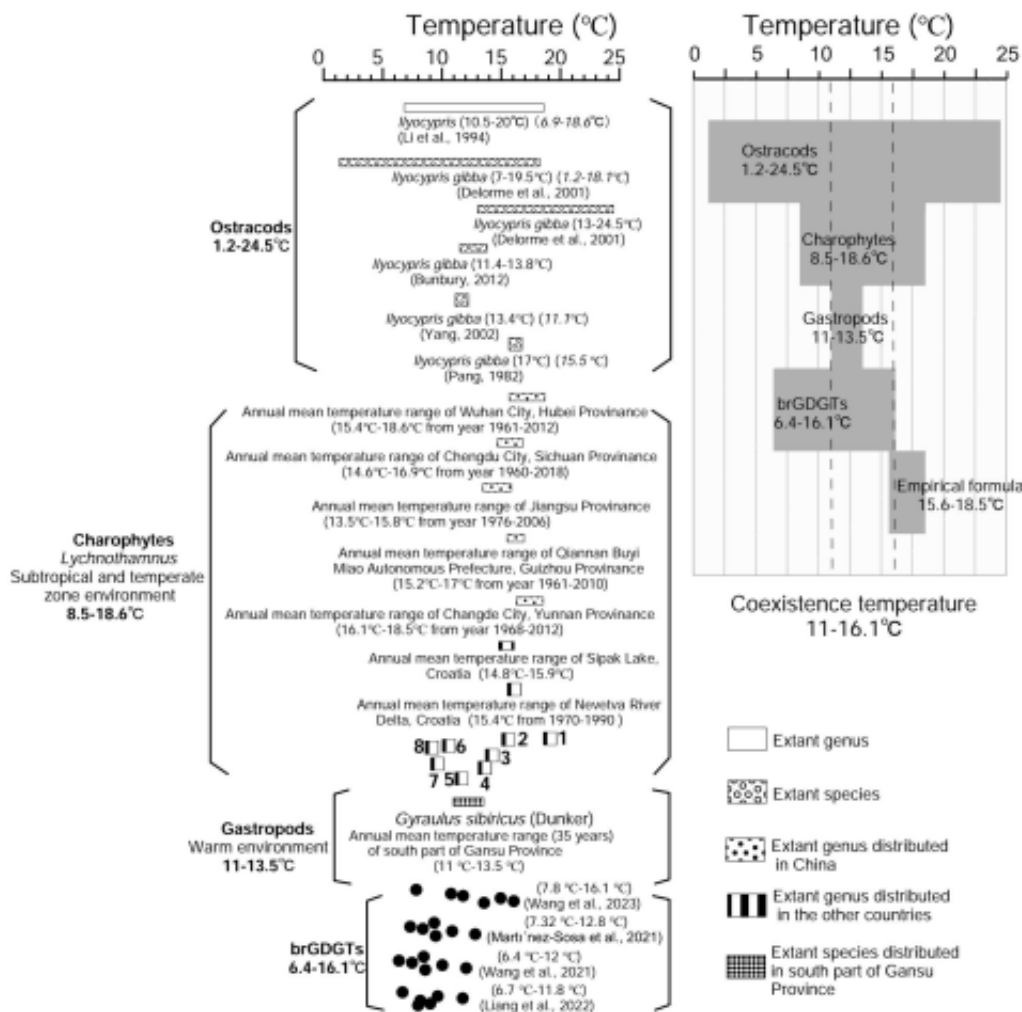 Temperature (℃)
0 5 10 15 20 25
Ilyocypris (10.5-20℃) (6.9-18.6℃)
(Li et al., 1994)
Ilyocypris gibba (7-19.5℃) (1.2-18.1℃)
(Delorme et al., 2001)
Ilyocypris gibba (13-24.5℃)
(Delorme et al., 2001)
Ilyocypris gibba (11.4-13.8℃)
(Bunbury, 2012)
Ilyocypris gibba (13.4℃) (11.1℃)
(Yang, 2002)
Ilyocypris gibba (17℃) (15.5 ℃)
(Pang, 1982)
Ostracods
1.2-24.5℃
Annual mean temperature range of Wuhan City, Hubei Provinance
(15.4℃-18.6℃ from year 1961-2012)
Annual mean temperature range of Chengdu City, Sichuan Provinance
(14.6℃-16.9℃ from year 1960-2018)
Annual mean temperature range of Jiangsu Provinance
(13.5℃-15.8℃ from year 1976-2006)
Annual mean temperature range of Qiannan Buyi
Miao Autonomous Prefecture, Guizhou Provinance
(15.2℃-17℃ from year 1961-2010)
Annual mean temperature range of Changde City, Yunnan Provinance
(16.1℃-18.5℃ from year 1968-2012)
Annual mean temperature range of Sipak Lake,
Croatia (14.8℃-15.9℃)
Annual mean temperature range of Nevetva River
Delta, Croatia (15.4℃ from 1970-1990 )
8 6 2 1
3
7 5 4
Charophytes
Lychnothamnus
Subtropical and temperate
zone environment
8.5-18.6℃
Gyraulus sibiricus (Dunker)
Annual mean temperature range (35 years)
of south part of Gansu Province
(11 ℃-13.5 ℃)
Gastropods
Warm environment
11-13.5℃
(7.8 ℃-16.1 ℃)
(Wang et al., 2023)
(7.32 ℃-12.8 ℃)
(Martı´nez-Sosa et al., 2021)
(6.4 ℃-12 ℃)
(Wang et al., 2021)
(6.7 ℃-11.8 ℃)
(Liang et al., 2022)
brGDGTs
6.4-16.1℃
Temperature (℃)
0 5 10 15 20 25
Ostracods
1.2-24.5℃
Charophytes
8.5-18.6℃
Gastropods
11-13.5℃
brGDGTs
6.4-16.1℃
Empirical formula
15.6-18.5℃
Coexistence temperature
11-16.1℃
Extant genus
Extant species
Extant genus distributed
in China
Extant genus distributed
in the other countries
Extant species distributed
in south part of Gansu
Province